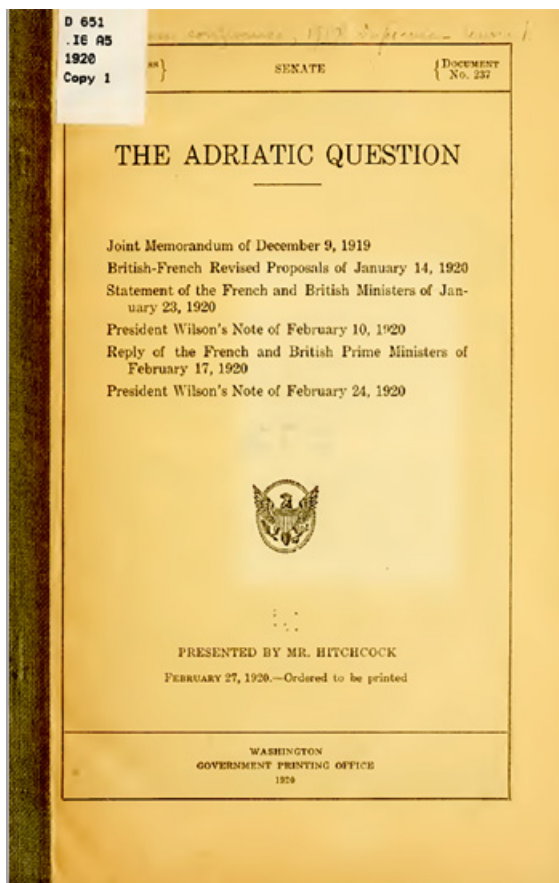 D 651
.I6 A5
1920
Copy 1
conference, 1919.
SENATE
DOCUMENT
No. 237
THE ADRIATIC QUESTION
Joint Memorandum of December 9, 1919
British-French Revised Proposals of January 14, 1920
Statement of the French and British Ministers of Jan-
uary 23, 1920
President Wilson's Note of February 10, 1920
Reply of the French and British Prime Ministers of
February 17, 1920
President Wilson's Note of February 24, 1920
PRESENTED BY MR. HITCHCOCK
FEBRUARY 27, 1920.—Ordered to be printed
WASHINGTON
GOVERNMENT PRINTING OFFICE
1920